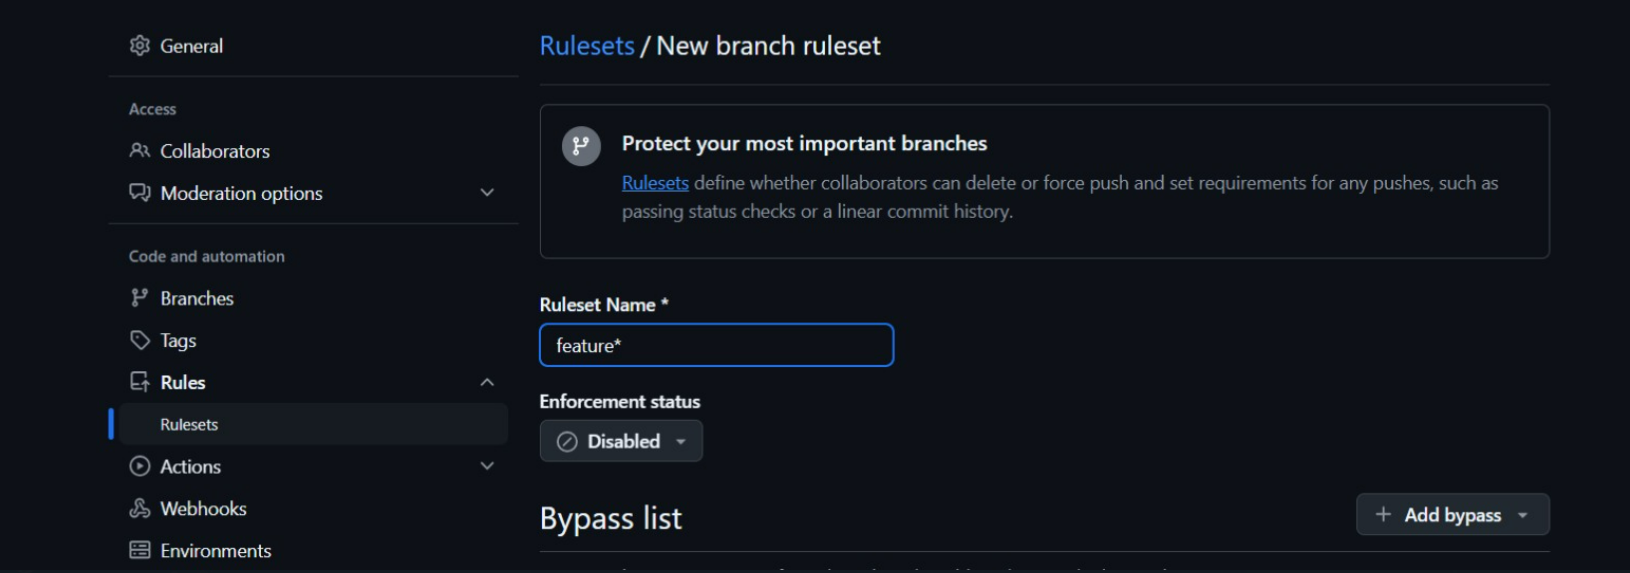 General
Access
Collaborators
Moderation options
Code and automation
Branches
Tags
Rules
Rulesets
Actions
Webhooks
Environments
Rulesets / New branch ruleset
Protect your most important branches
Rulesets define whether collaborators can delete or force push and set requirements for any pushes, such as
passing status checks or a linear commit history.
Ruleset Name *
feature*
Enforcement status
Disabled
Bypass list
+ Add bypass